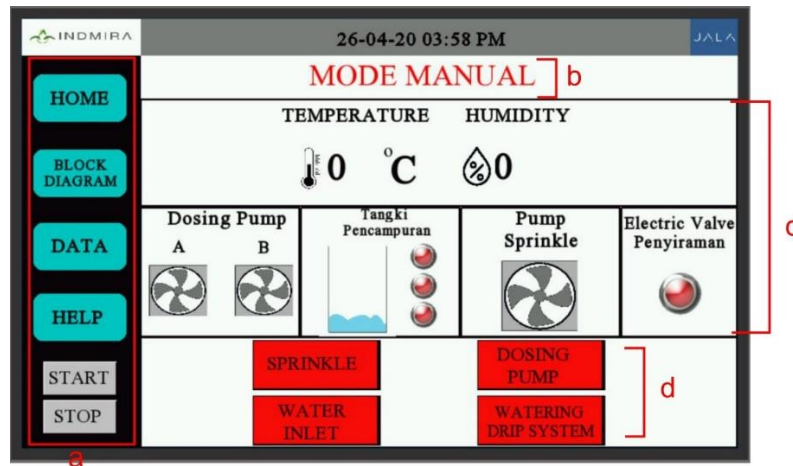 INDMIRA
26-04-20 03:58 PM
JALA
HOME
BLOCK
DIAGRAM
DATA
HELP
START
STOP
a
MODE MANUAL
b
TEMPERATURE HUMIDITY
0 °C %0
Dosing Pump
A B
Tangki
Pencampuran
Pump
Sprinkle
Electric Valve
Penyiraman
SPRINKLE
DOSING
PUMP
WATER
INLET
WATERING
DRIP SYSTEM
d